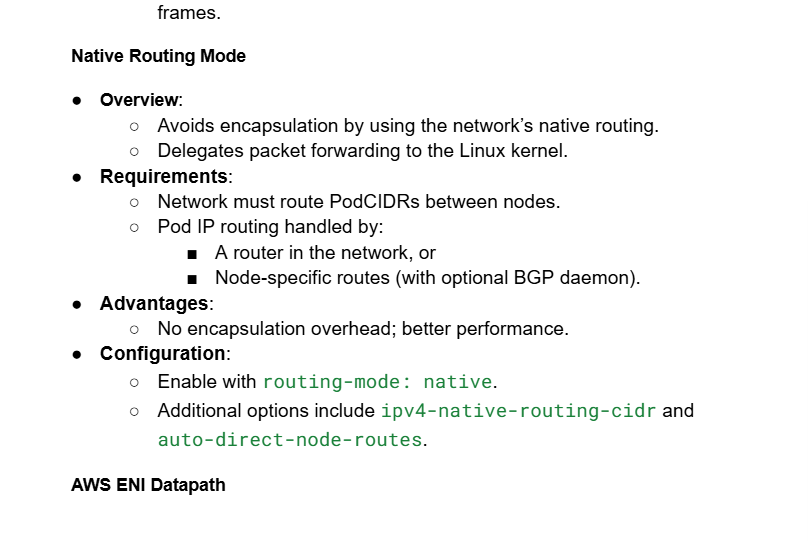 frames.
Native Routing Mode
● Overview:
○ Avoids encapsulation by using the network’s native routing.
○ Delegates packet forwarding to the Linux kernel.
● Requirements:
○ Network must route PodCIDRs between nodes.
○ Pod IP routing handled by:
■ A router in the network, or
■ Node-specific routes (with optional BGP daemon).
● Advantages:
○ No encapsulation overhead; better performance.
● Configuration:
○ Enable with routing-mode: native.
○ Additional options include ipv4-native-routing-cidr and
auto-direct-node-routes.
AWS ENI Datapath